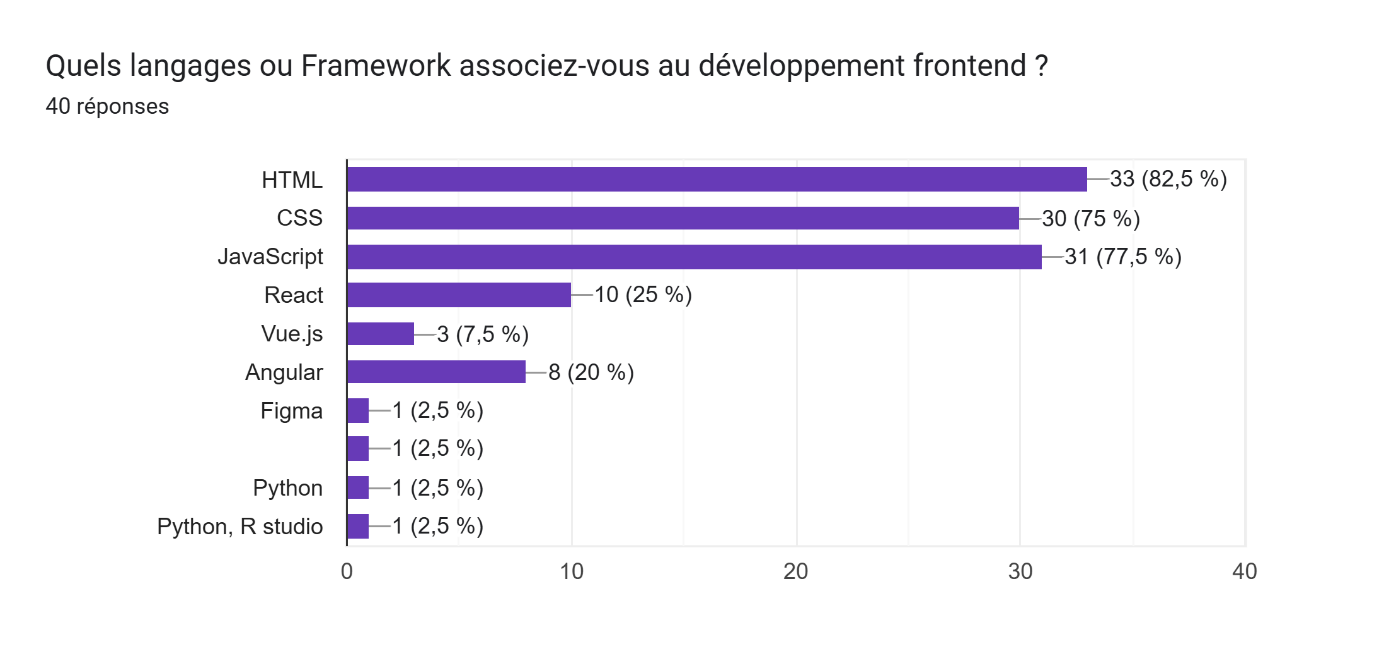 Quels langages ou Framework associez-vous au développement frontend ?
40 réponses
HTML 33 (82,5 %)
CSS 30 (75 %)
JavaScript 31 (77,5 %)
React 10 (25 %)
Vue.js 3 (7,5 %)
Angular 8 (20 %)
Figma 1 (2,5 %)
1 (2,5 %)
Python 1 (2,5 %)
Python, R studio 1 (2,5 %)
0 10 20 30 40